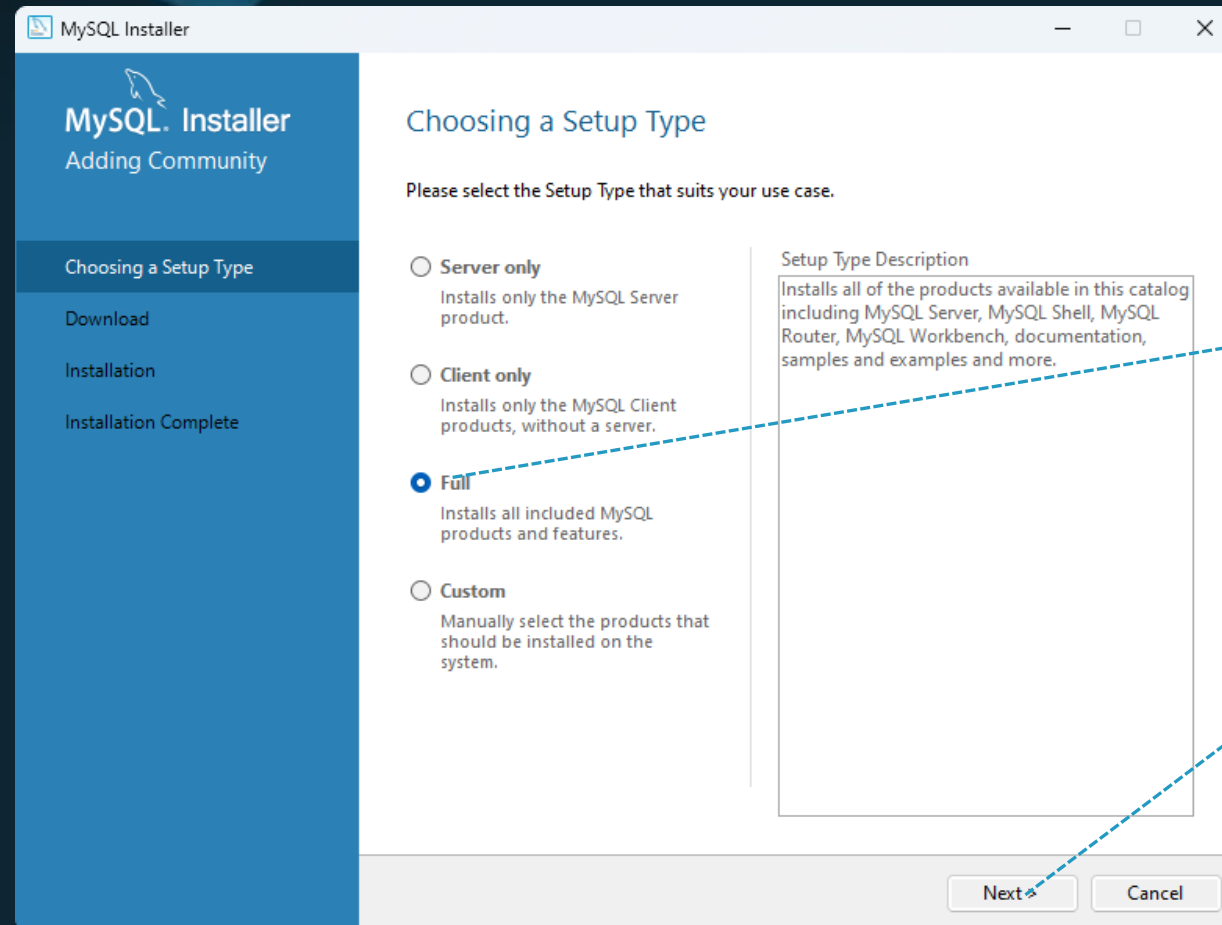 MySQL Installer
MySQL. Installer
Adding Community
Choosing a Setup Type
Download
Installation
Installation Complete
Choosing a Setup Type
Please select the Setup Type that suits your use case.
Server only
Installs only the MySQL Server
product.
Client only
Installs only the MySQL Client
products, without a server.
Full
Installs all included MySQL
products and features.
Custom
Manually select the products that
should be installed on the
system.
Setup Type Description
Installs all of the products available in this catalog
including MySQL Server, MySQL Shell, MySQL
Router, MySQL Workbench, documentation,
samples and examples and more.
Next >
Cancel